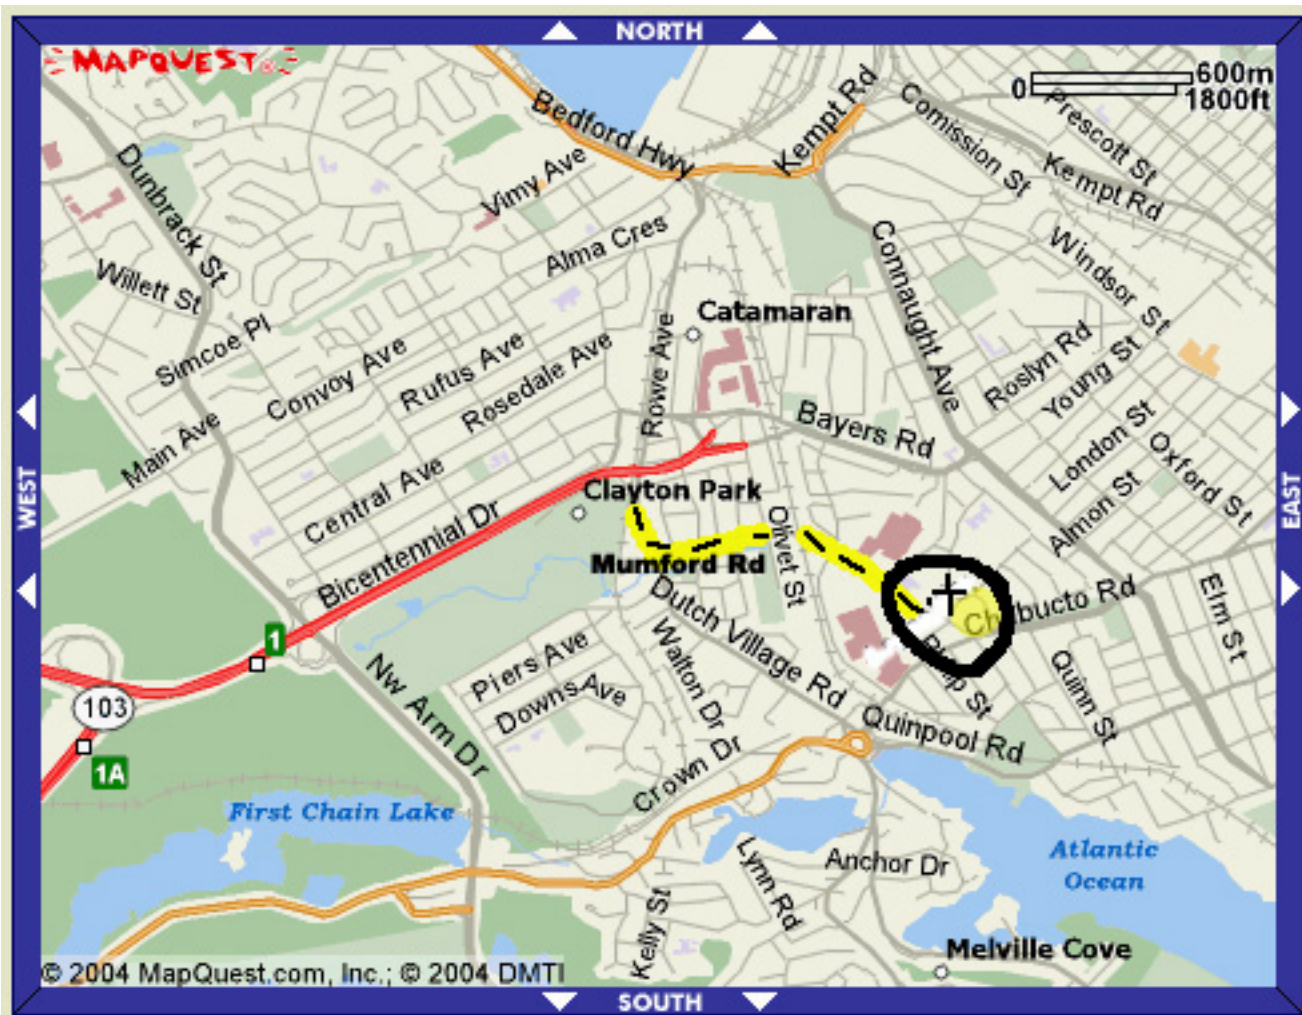 NORTH
MAPQUEST®
600m
0
1800ft
Bedford Hwy
Kempt Rd
Comission St
Prescott St
Kempt Rd
Dunbrack St
Vimy Ave
Alma Cres
Connaught Ave
Windsor St
Willett St
Simcoe Pl
Convoy Ave
Rufus Ave
Rosedale Ave
Rowe Ave
Catamaran
Roslyn Rd
Young St
Main Ave
Bayers Rd
London St
Oxford St
Central Ave
Clayton Park
Bicentennial Dr
Almon St
WEST
EAST
Olivet St
Mumford Rd
Dutch Village Rd
Elm St
1
Piers Ave
Downs Ave
Walton Dr
Philip St
Quinn St
103
Nw Arm Dr
Quinpool Rd
1A
Crown Dr
First Chain Lake
Lynn Rd
Anchor Dr
Atlantic
Ocean
Kelly St
Melville Cove
© 2004 MapQuest.com, Inc.; © 2004 DMTI
SOUTH